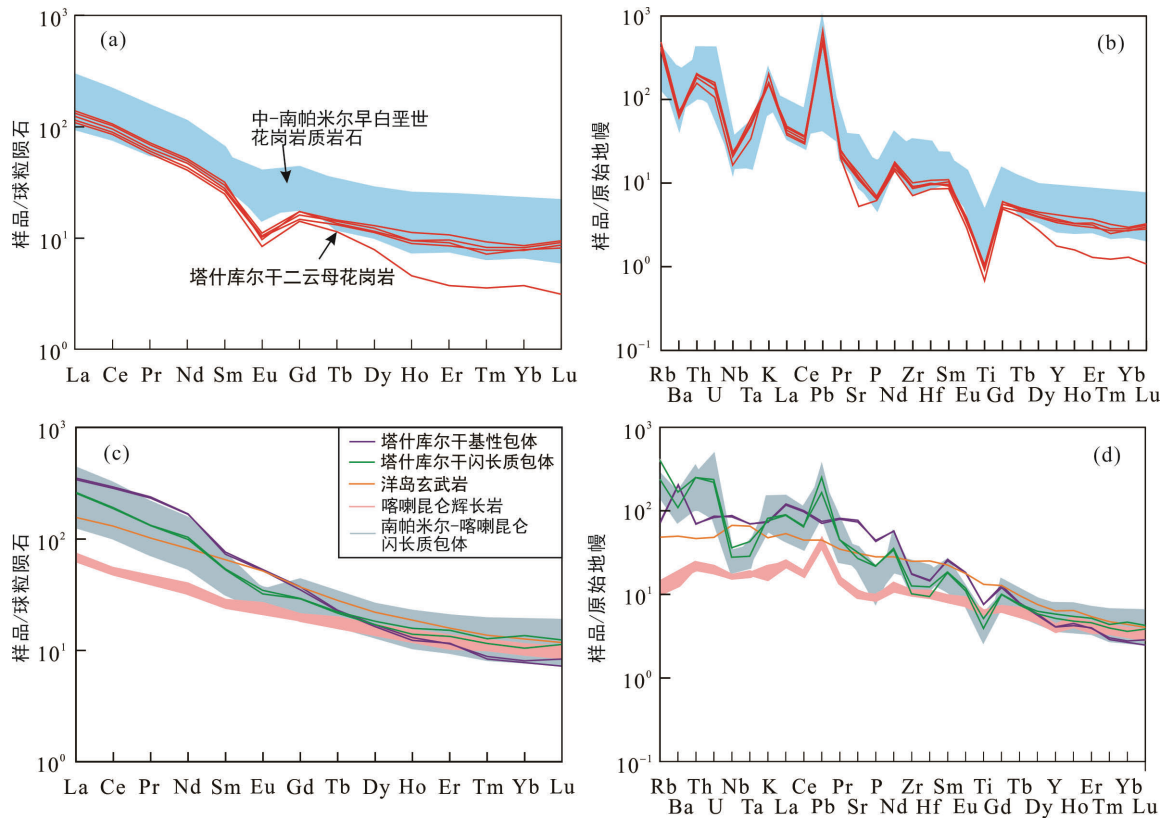 (a)
样品/球粒陨石
10³
10²
10¹
10⁰
中-南帕米尔早白垩世
花岗岩质岩石
塔什库尔干二云母花岗岩
La Ce Pr Nd Sm Eu Gd Tb Dy Ho Er Tm Yb Lu
(b)
样品/原始地幔
10³
10²
10¹
10⁰
10⁻¹
Rb Th Nb K Ce Pr P Zr Sm Ti Tb Y Er Yb
Ba U Ta La Pb Sr Nd Hf Eu Gd Dy Ho Tm Lu
(c)
样品/球粒陨石
10³
10²
10¹
10⁰
塔什库尔干基性包体
塔什库尔干闪长质包体
洋岛玄武岩
喀喇昆仑辉长岩
南帕米尔-喀喇昆仑
闪长质包体
La Ce Pr Nd Sm Eu Gd Tb Dy Ho Er Tm Yb Lu
(d)
样品/原始地幔
10³
10²
10¹
10⁰
10⁻¹
Rb Th Nb K Ce Pr P Zr Sm Ti Tb Y Er Yb
Ba U Ta La Pb Sr Nd Hf Eu Gd Dy Ho Tm Lu